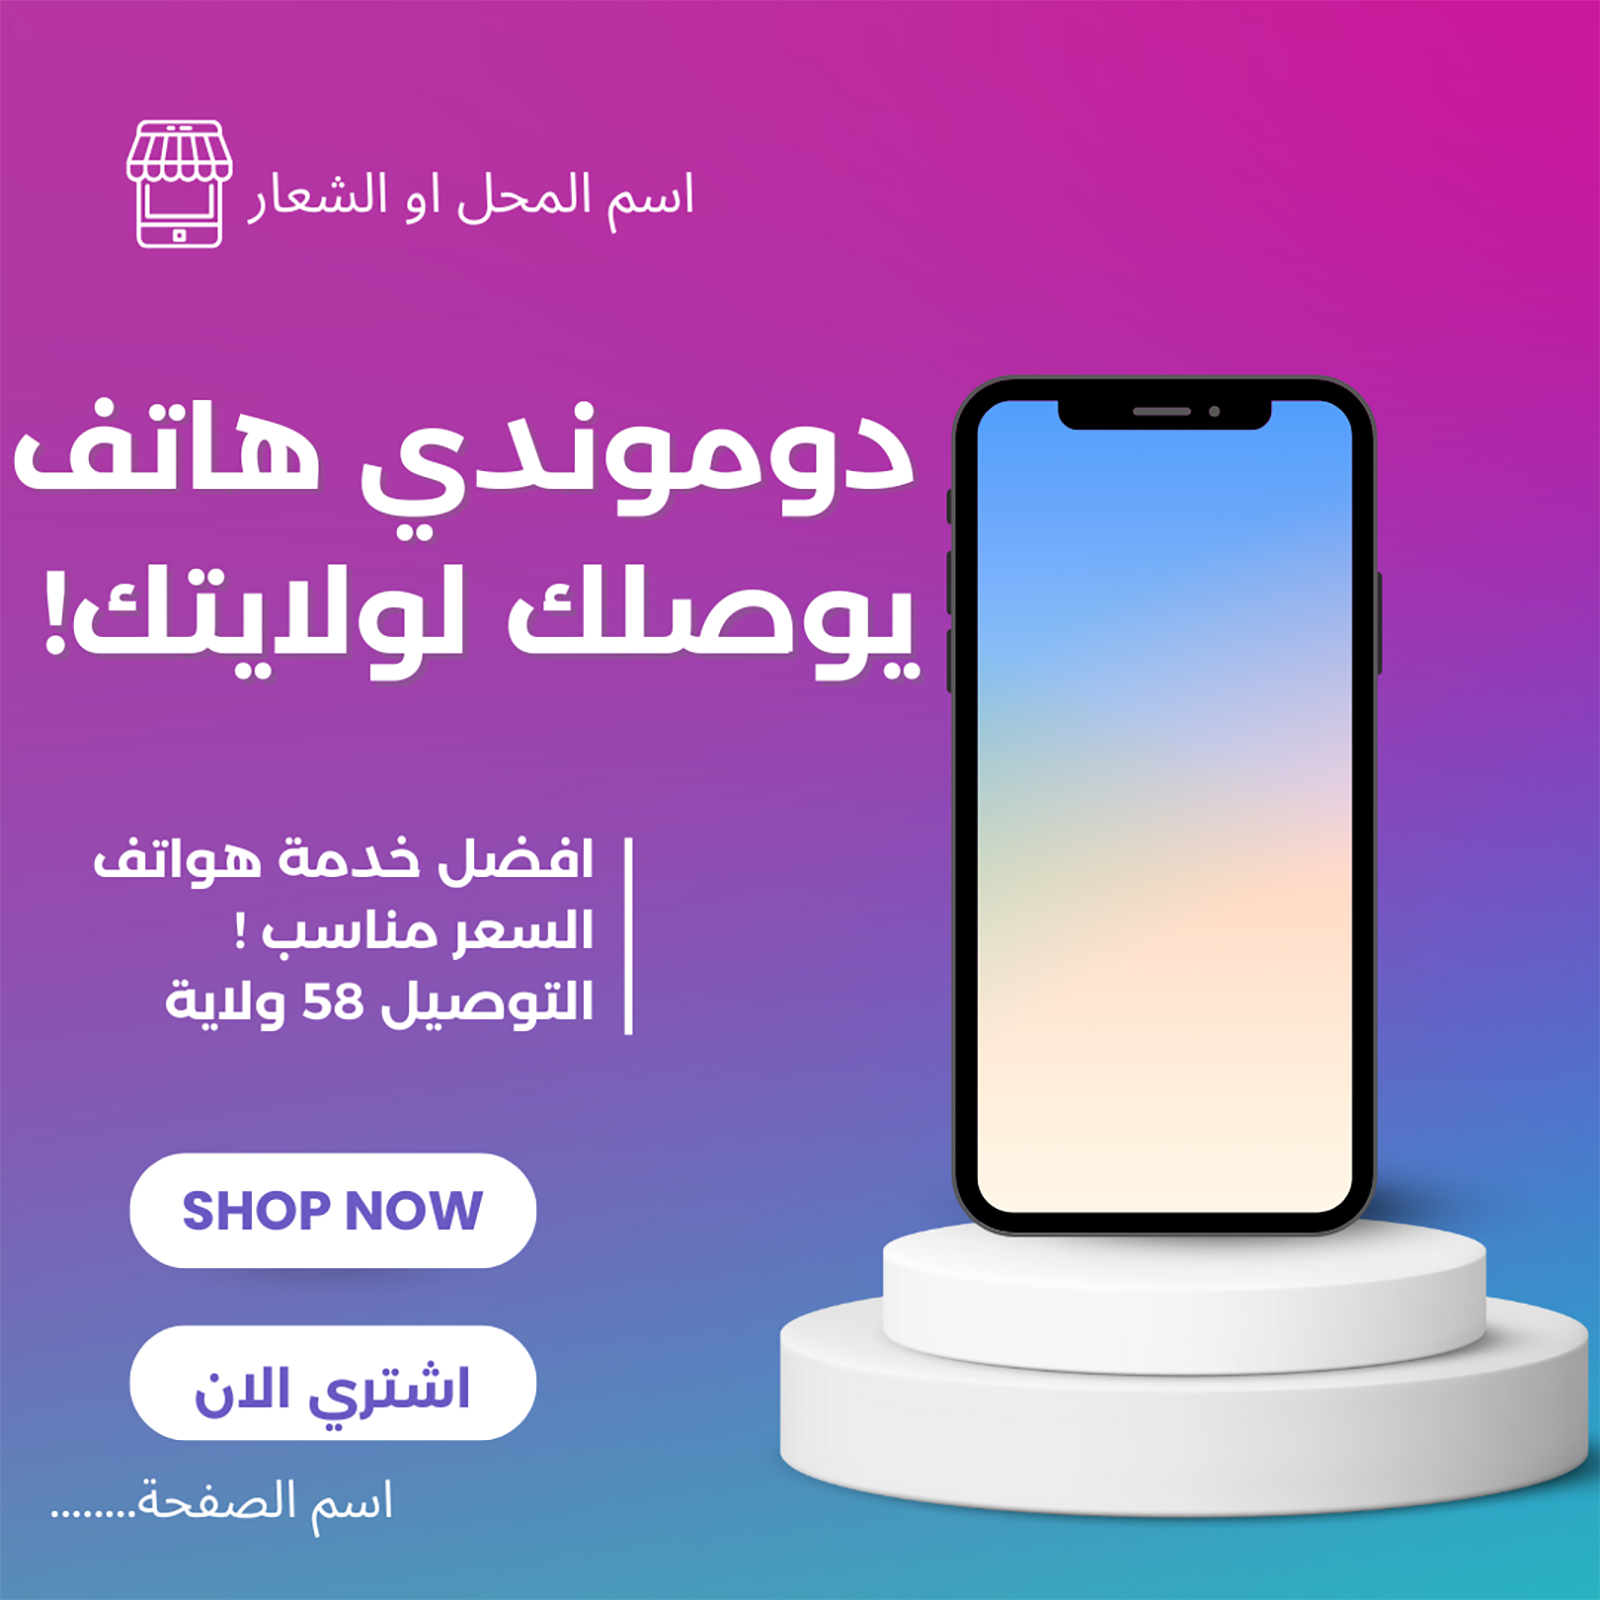 اسم المحل او الشعار
دوموندي هاتف
يوصلك لولايتك!
افضل خدمة هواتف
السعر مناسب !
التوصيل 58 ولاية
SHOP NOW
اشتري الان
اسم الصفحة........